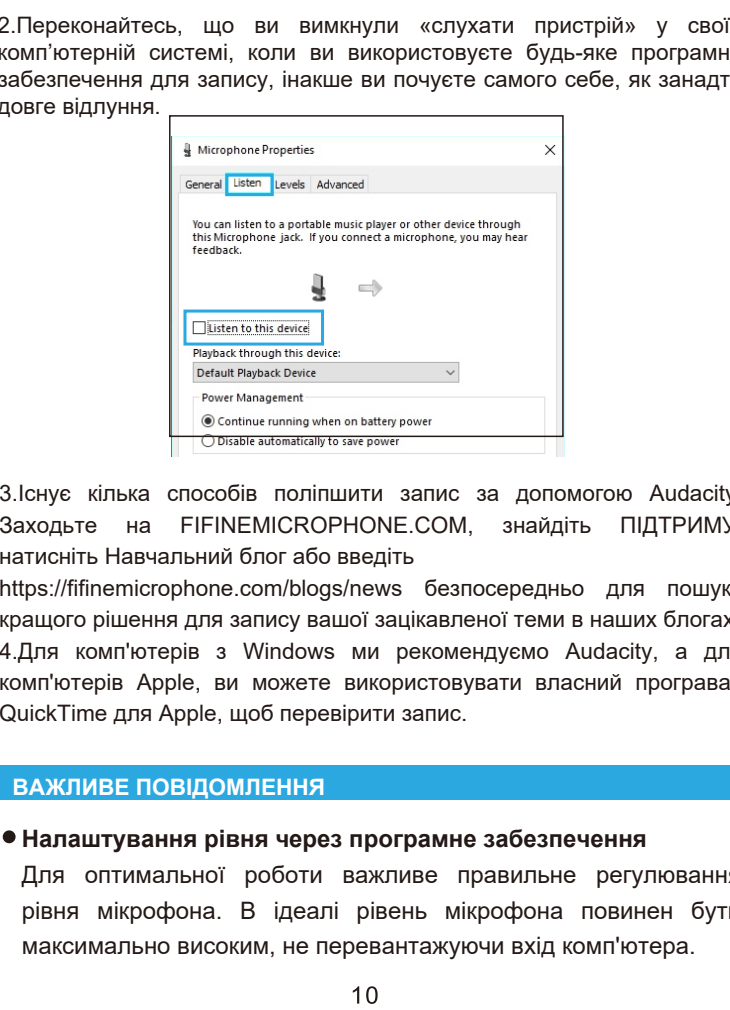 2.Переконайтесь, що ви вимкнули «слухати пристрій» у свої
комп’ютерній системі, коли ви використовуєте будь-яке програмн
забезпечення для запису, інакше ви почуєте самого себе, як занадт
довге відлуння.
Microphone Properties
General Listen Levels Advanced
You can listen to a portable music player or other device through
this Microphone jack. If you connect a microphone, you may hear
feedback.
Listen to this device
Playback through this device:
Default Playback Device
Power Management
Continue running when on battery power
Disable automatically to save power
3.Існує кілька способів поліпшити запис за допомогою Audacity
Заходьте на FIFINEMICROPHONE.COM, знайдіть ПІДТРИМУ
натисніть Навчальний блог або введіть
https://fifinemicrophone.com/blogs/news безпосередньо для пошук
кращого рішення для запису вашої зацікавленої теми в наших блогах
4.Для комп'ютерів з Windows ми рекомендуємо Audacity, а дл
комп'ютерів Apple, ви можете використовувати власний програва
QuickTime для Apple, щоб перевірити запис.
ВАЖЛИВЕ ПОВІДОМЛЕННЯ
● Налаштування рівня через програмне забезпечення
Для оптимальної роботи важливе правильне регулювання
рівня мікрофона. В ідеалі рівень мікрофона повинен бути
максимально високим, не перевантажуючи вхід комп'ютера.
10